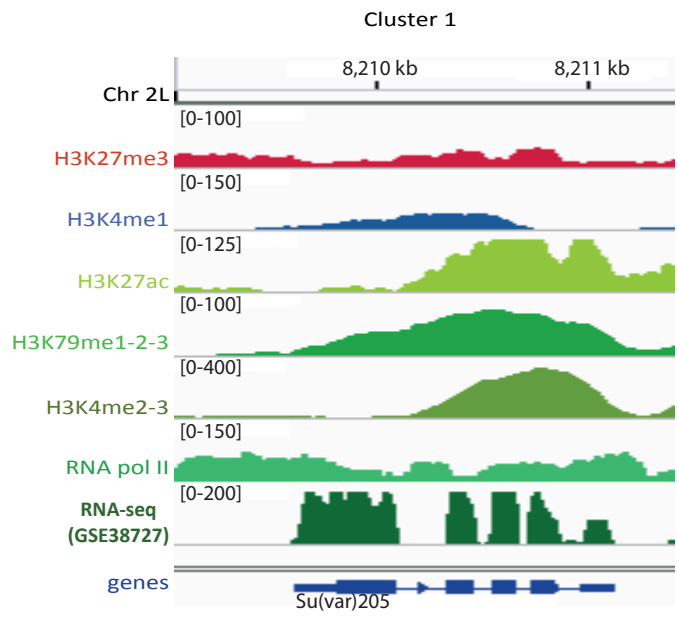 Cluster 1
8,210 kb 8,211 kb
Chr 2L
[0-100]
H3K27me3
[0-150]
H3K4me1
[0-125]
H3K27ac
[0-100]
H3K79me1-2-3
[0-400]
H3K4me2-3
[0-150]
RNA pol II
[0-200]
RNA-seq
(GSE38727)
genes
Su(var)205